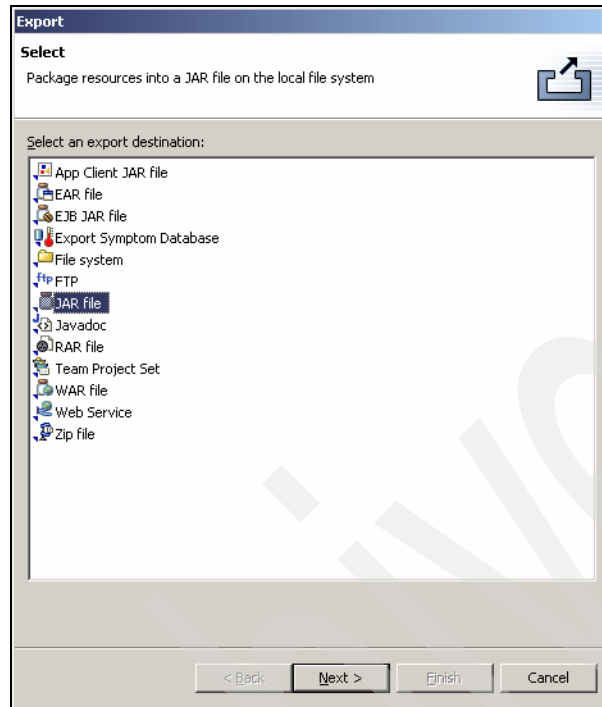 Export
Select
Package resources into a JAR file on the local file system
Select an export destination:
App Client JAR file
EAR file
EJB JAR file
Export Symptom Database
File system
ftp FTP
JAR file
Javadoc
RAR file
Team Project Set
WAR file
Web Service
Zip file
< Back Next > Finish Cancel